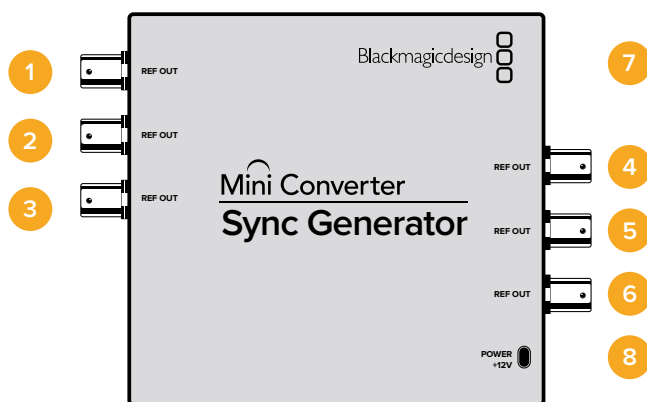 Blackmagicdesign
1
REF OUT
7
2
REF OUT
REF OUT
4
3
REF OUT
Mini Converter
Sync Generator
REF OUT
5
REF OUT
6
POWER
+12V
8